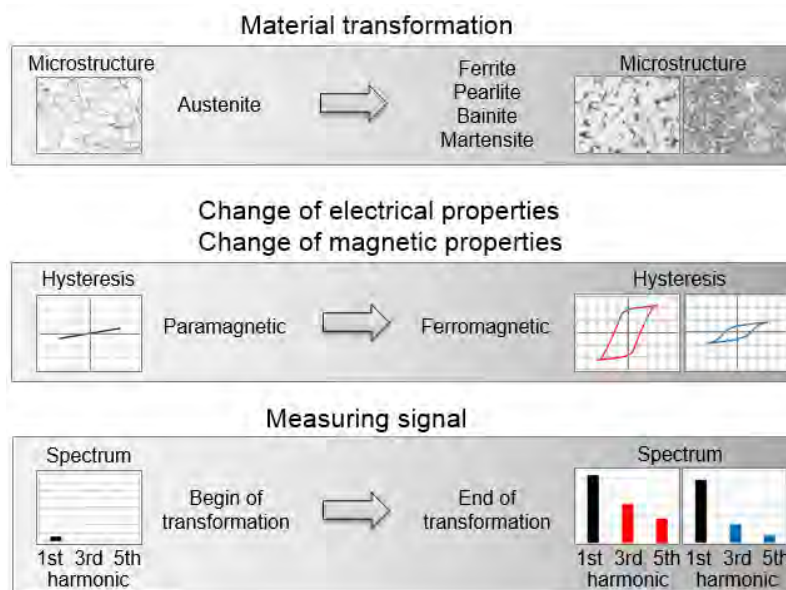 Material transformation
Microstructure
Austenite
Ferrite
Pearlite
Bainite
Martensite
Microstructure
Change of electrical properties
Change of magnetic properties
Hysteresis
Paramagnetic
Ferromagnetic
Hysteresis
Measuring signal
Spectrum
1st 3rd 5th
harmonic
Begin of
transformation
End of
transformation
Spectrum
1st 3rd 5th
harmonic
1st 3rd 5th
harmonic